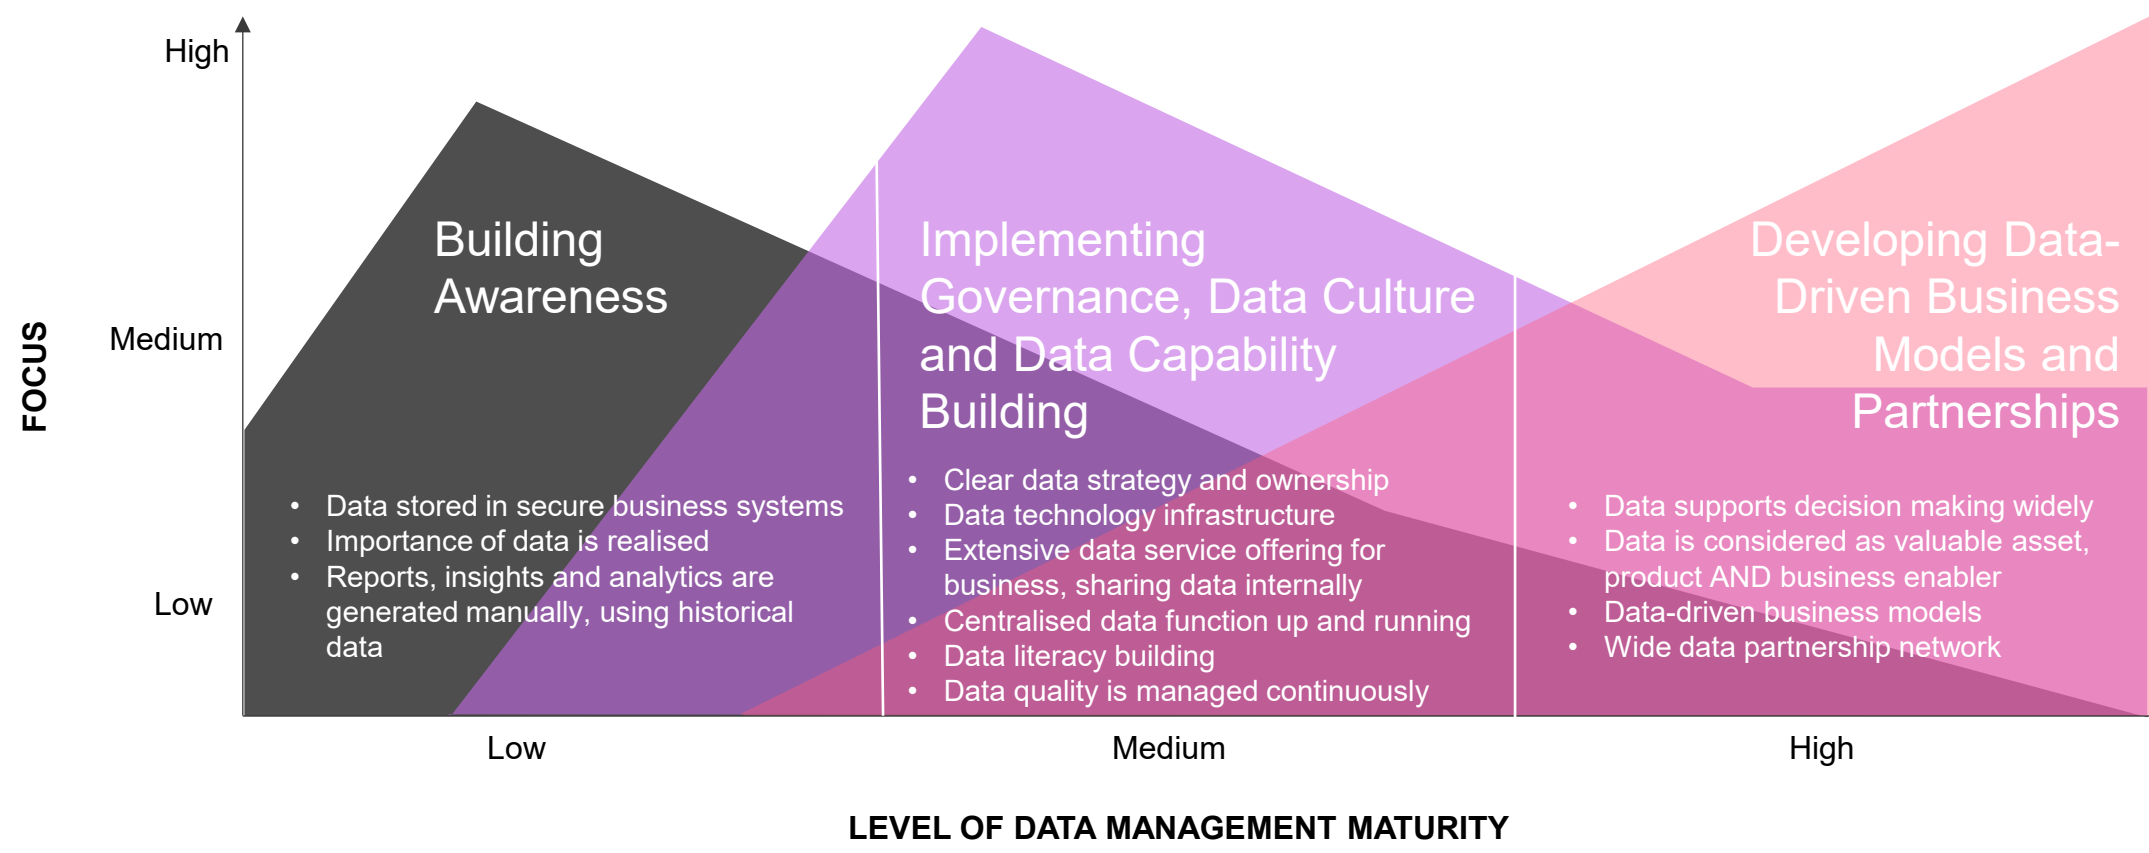 High
Medium
Low
FOCUS
Building
Awareness
• Data stored in secure business systems
• Importance of data is realised
• Reports, insights and analytics are
generated manually, using historical
data
Implementing
Governance, Data Culture
and Data Capability
Building
• Clear data strategy and ownership
• Data technology infrastructure
• Extensive data service offering for
business, sharing data internally
• Centralised data function up and running
• Data literacy building
• Data quality is managed continuously
Developing Data-
Driven Business
Models and
Partnerships
• Data supports decision making widely
• Data is considered as valuable asset,
product AND business enabler
• Data-driven business models
• Wide data partnership network
Low
Medium
High
LEVEL OF DATA MANAGEMENT MATURITY